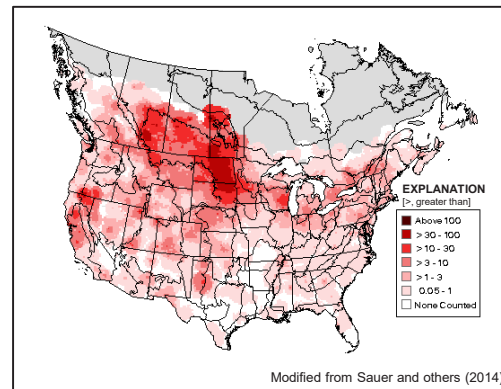 EXPLANATION
[>, greater than]
Above 100
> 30 - 100
> 10 - 30
> 3 - 10
> 1 - 3
0.05 - 1
None Counted
Modified from Sauer and others (2014)